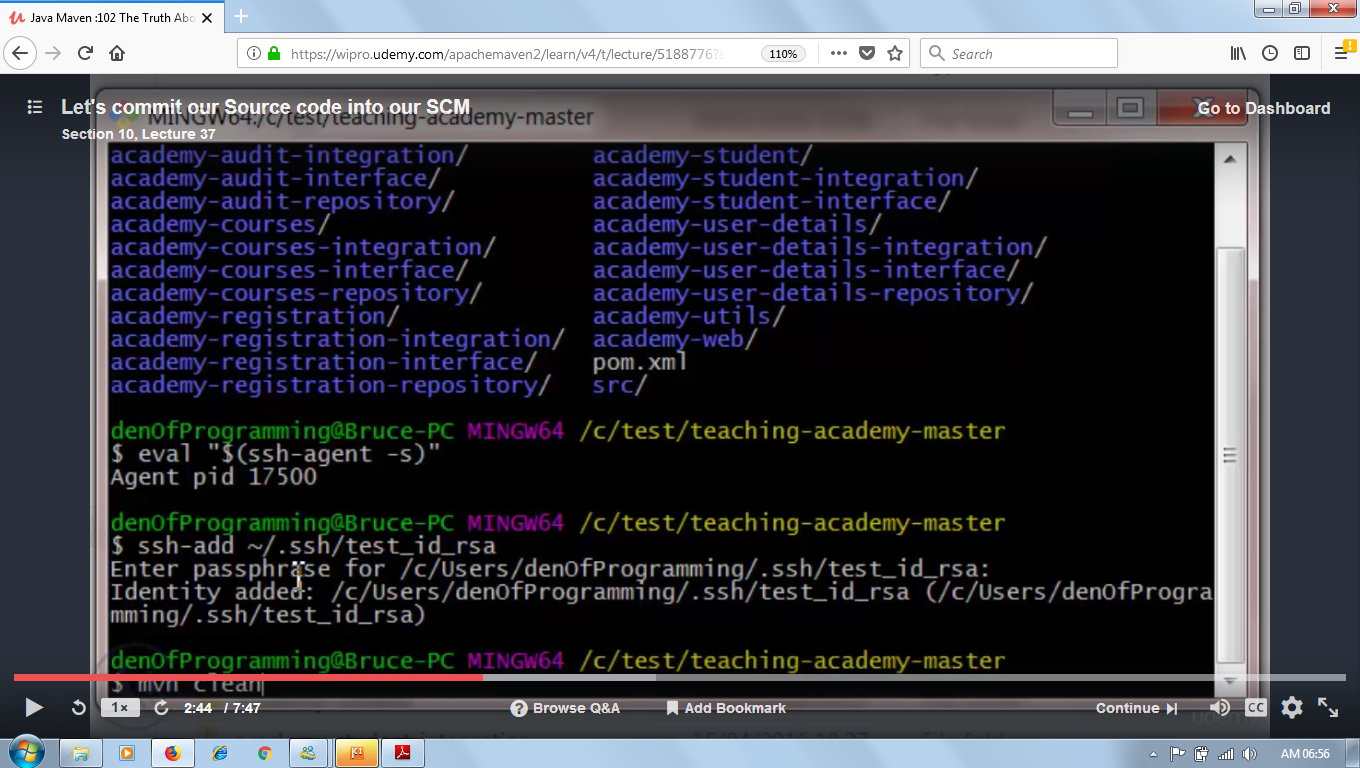 Java Maven :102 The Truth Abo
https://wipro.udemy.com/apachemaven2/learn/v4/t/lecture/5188776?s
110%
Search
Let's commit our Source code into our SCM
Go to Dashboard
MINGW64:/c/test/teaching-academy-master
Section 10, Lecture 37
academy-audit-integration/ academy-student/
academy-audit-interface/ academy-student-integration/
academy-audit-repository/ academy-student-interface/
academy-courses/ academy-user-details/
academy-courses-integration/ academy-user-details-integration/
academy-courses-interface/ academy-user-details-interface/
academy-courses-repository/ academy-user-details-repository/
academy-registration/ academy-utils/
academy-registration-integration/ academy-web/
academy-registration-interface/ pom.xml
academy-registration-repository/ src/
denOfProgramming@Bruce-PC MINGW64 /c/test/teaching-academy-master
$ eval "$(ssh-agent -s)"
Agent pid 17500
denOfProgramming@Bruce-PC MINGW64 /c/test/teaching-academy-master
$ ssh-add ~/.ssh/test_id_rsa
Enter passphrase for /c/Users/denOfProgramming/.ssh/test_id_rsa:
Identity added: /c/Users/denOfProgramming/.ssh/test_id_rsa (/c/Users/denOfProgra
mming/.ssh/test_id_rsa)
denOfProgramming@Bruce-PC MINGW64 /c/test/teaching-academy-master
$ mvn clean
1x 2:44 / 7:47 Browse Q&A Add Bookmark Continue CC
AM 06:56